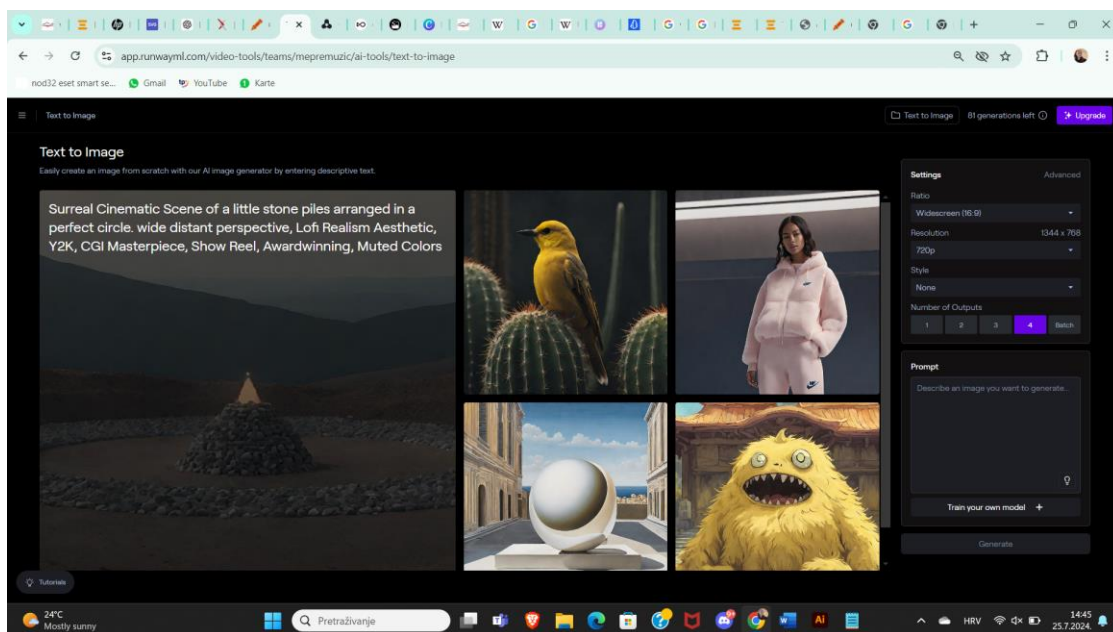 app.runwayml.com/video-tools/teams/mepremuzic/ai-tools/text-to-image
nod32 eset smart se... Gmail YouTube Karte
Text to Image
Text to Image 81 generations left Upgrade
Text to Image
Easily create an image from scratch with our AI image generator by entering descriptive text.
Surreal Cinematic Scene of a little stone piles arranged in a
perfect circle. wide distant perspective, Lofi Realism Aesthetic,
Y2K, CGI Masterpiece, Show Reel, Awardwinning, Muted Colors
Settings Advanced
Ratio
Widescreen (16:9)
Resolution 1344 x 768
720p
Style
None
Number of Outputs
1 2 3 4 Batch
Prompt
Describe an image you want to generate...
Train your own model +
Generate
Tutorials
24°C
Mostly sunny
Pretraživanje
Ai
HRV
14:45
25.7.2024.